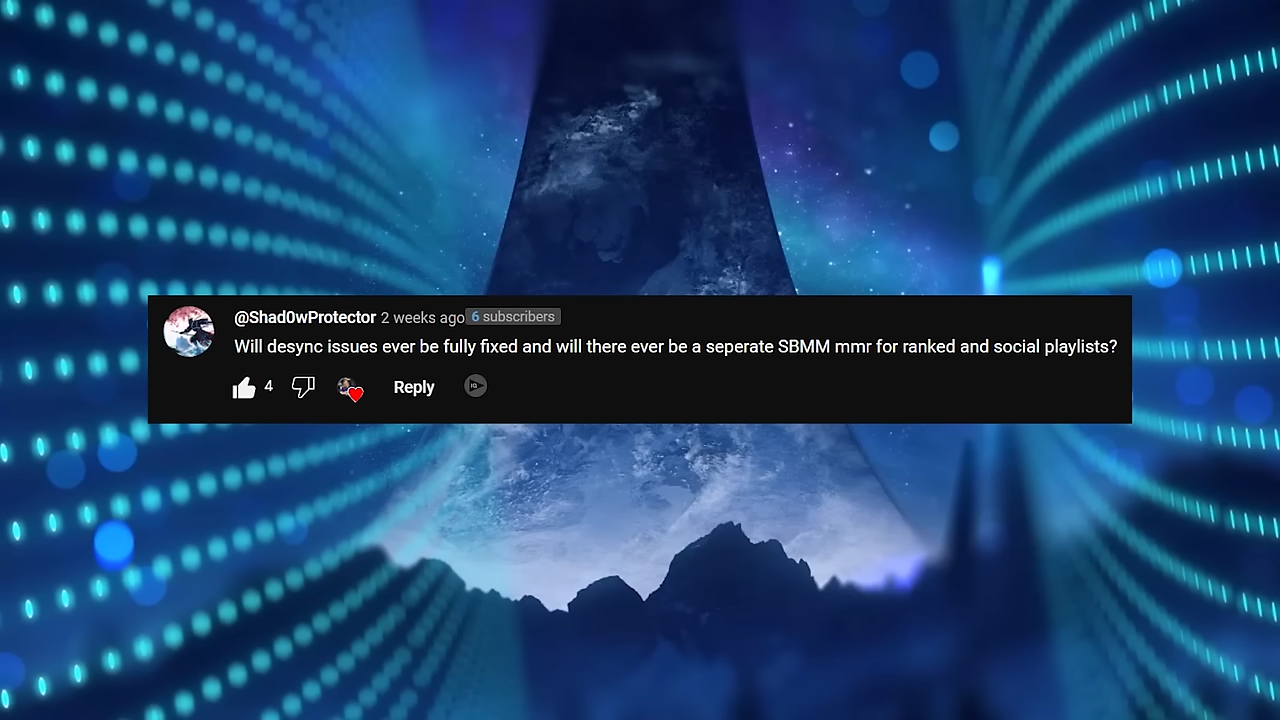 @Shad0wProtector 2 weeks ago 6 subscribers
Will desync issues ever be fully fixed and will there ever be a seperate SBMM mmr for ranked and social playlists?
4 Reply